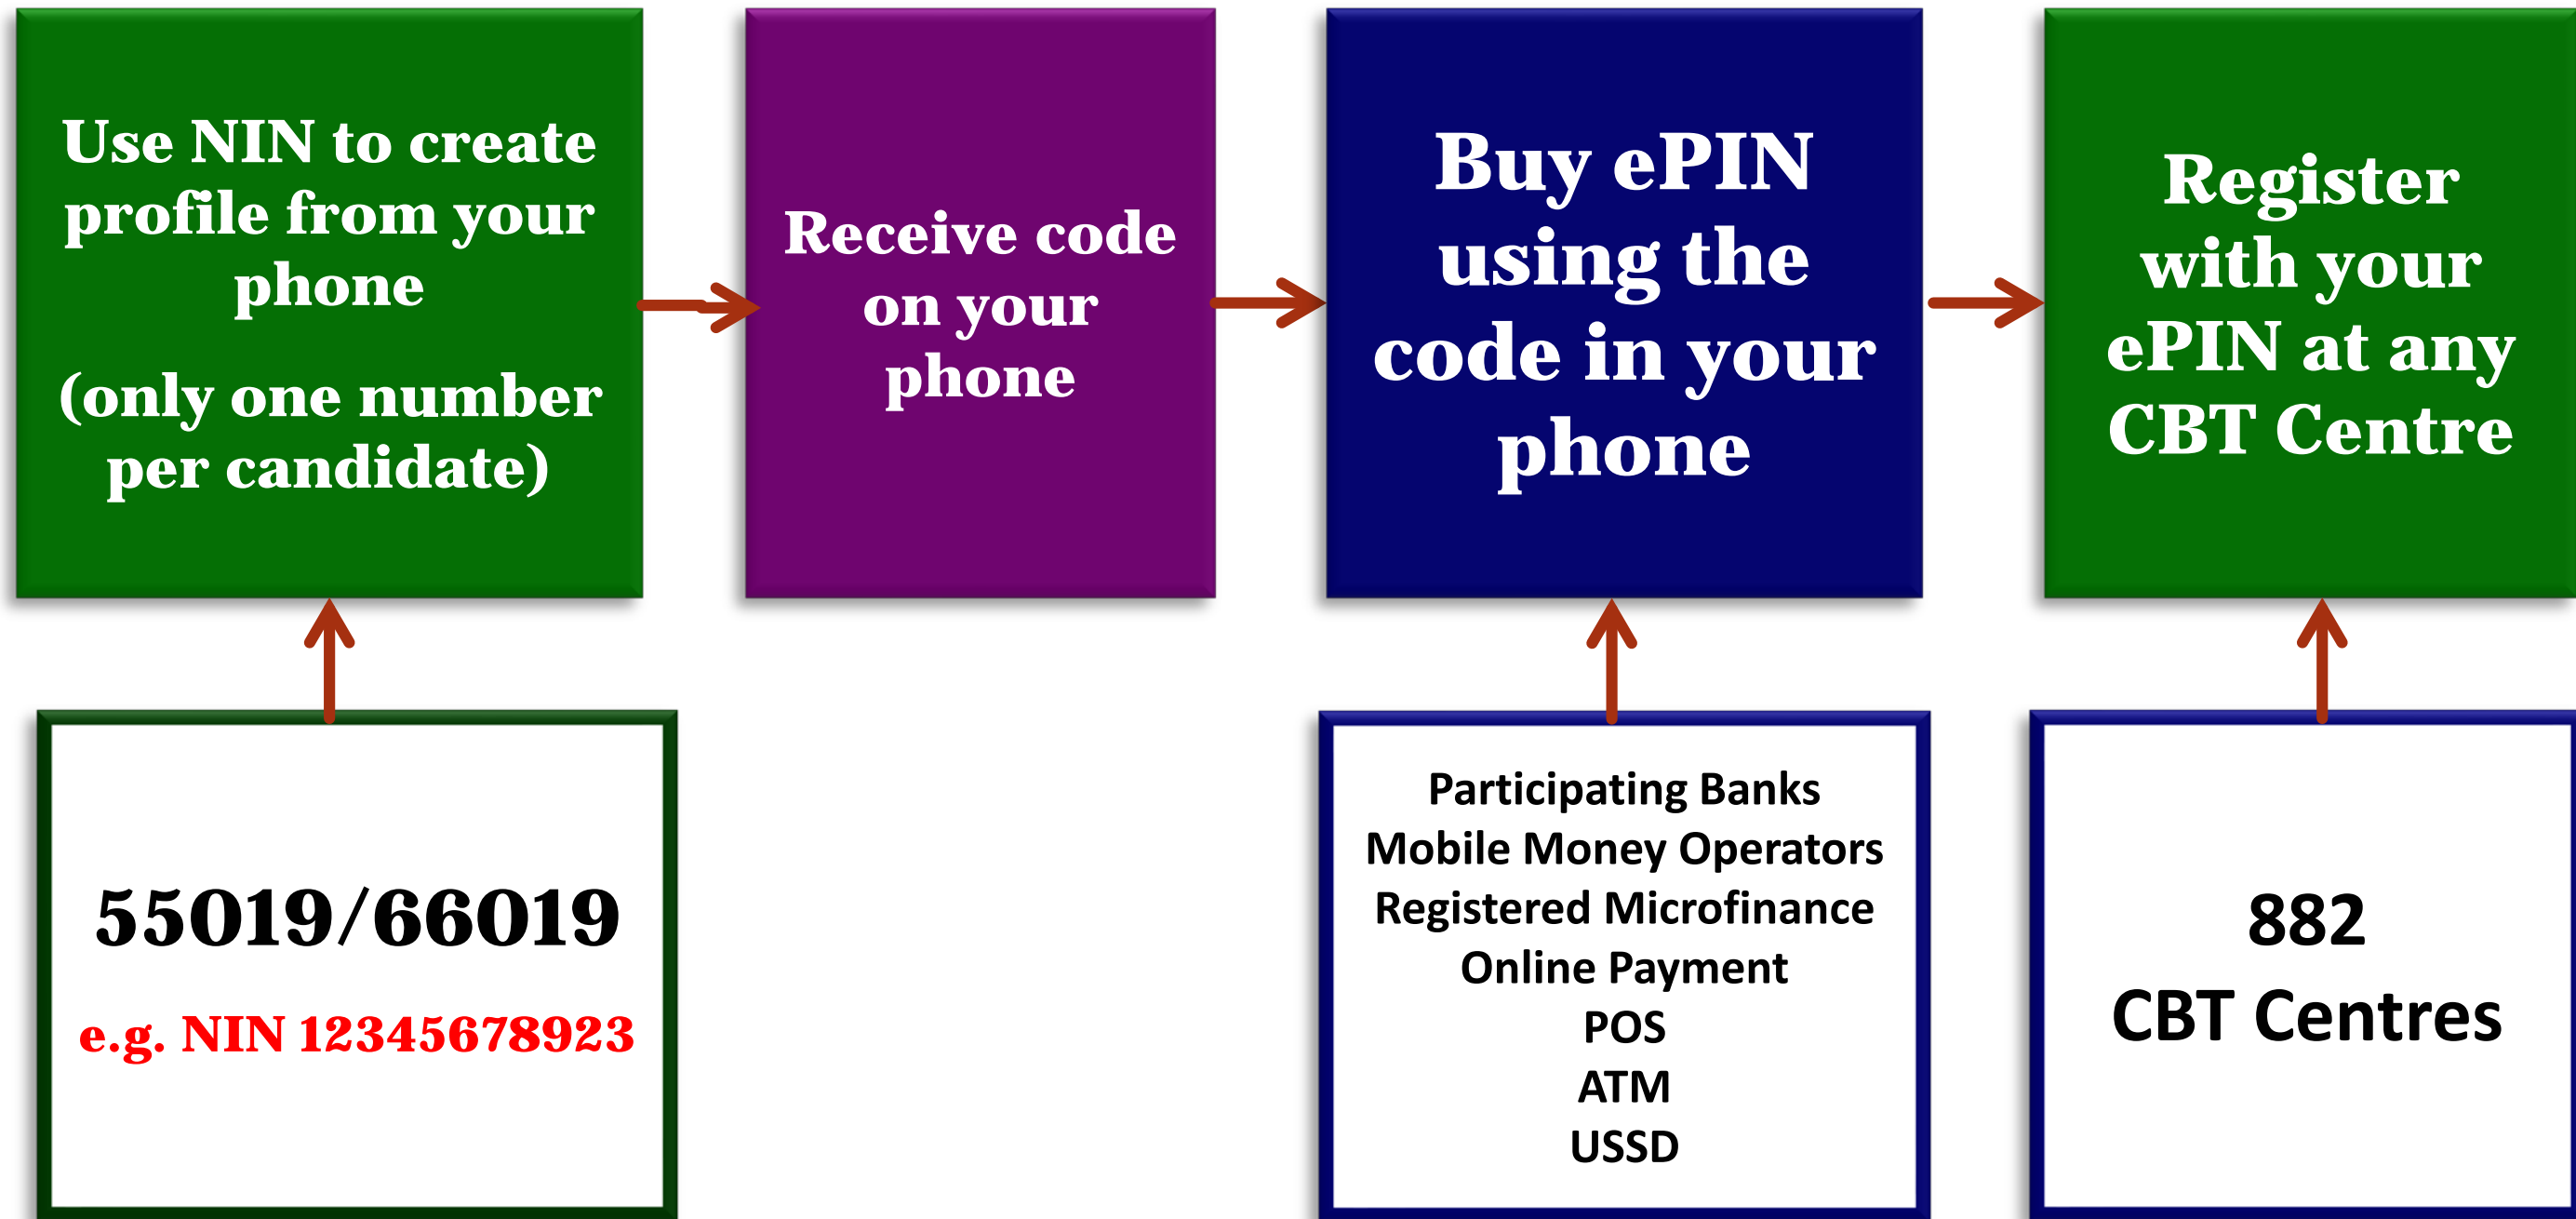 Use NIN to create
profile from your
phone
(only one number
per candidate)
Receive code
on your
phone
Buy ePIN
using the
code in your
phone
Register
with your
ePIN at any
CBT Centre
55019/66019
e.g. NIN 12345678923
Participating Banks
Mobile Money Operators
Registered Microfinance
Online Payment
POS
ATM
USSD
882
CBT Centres